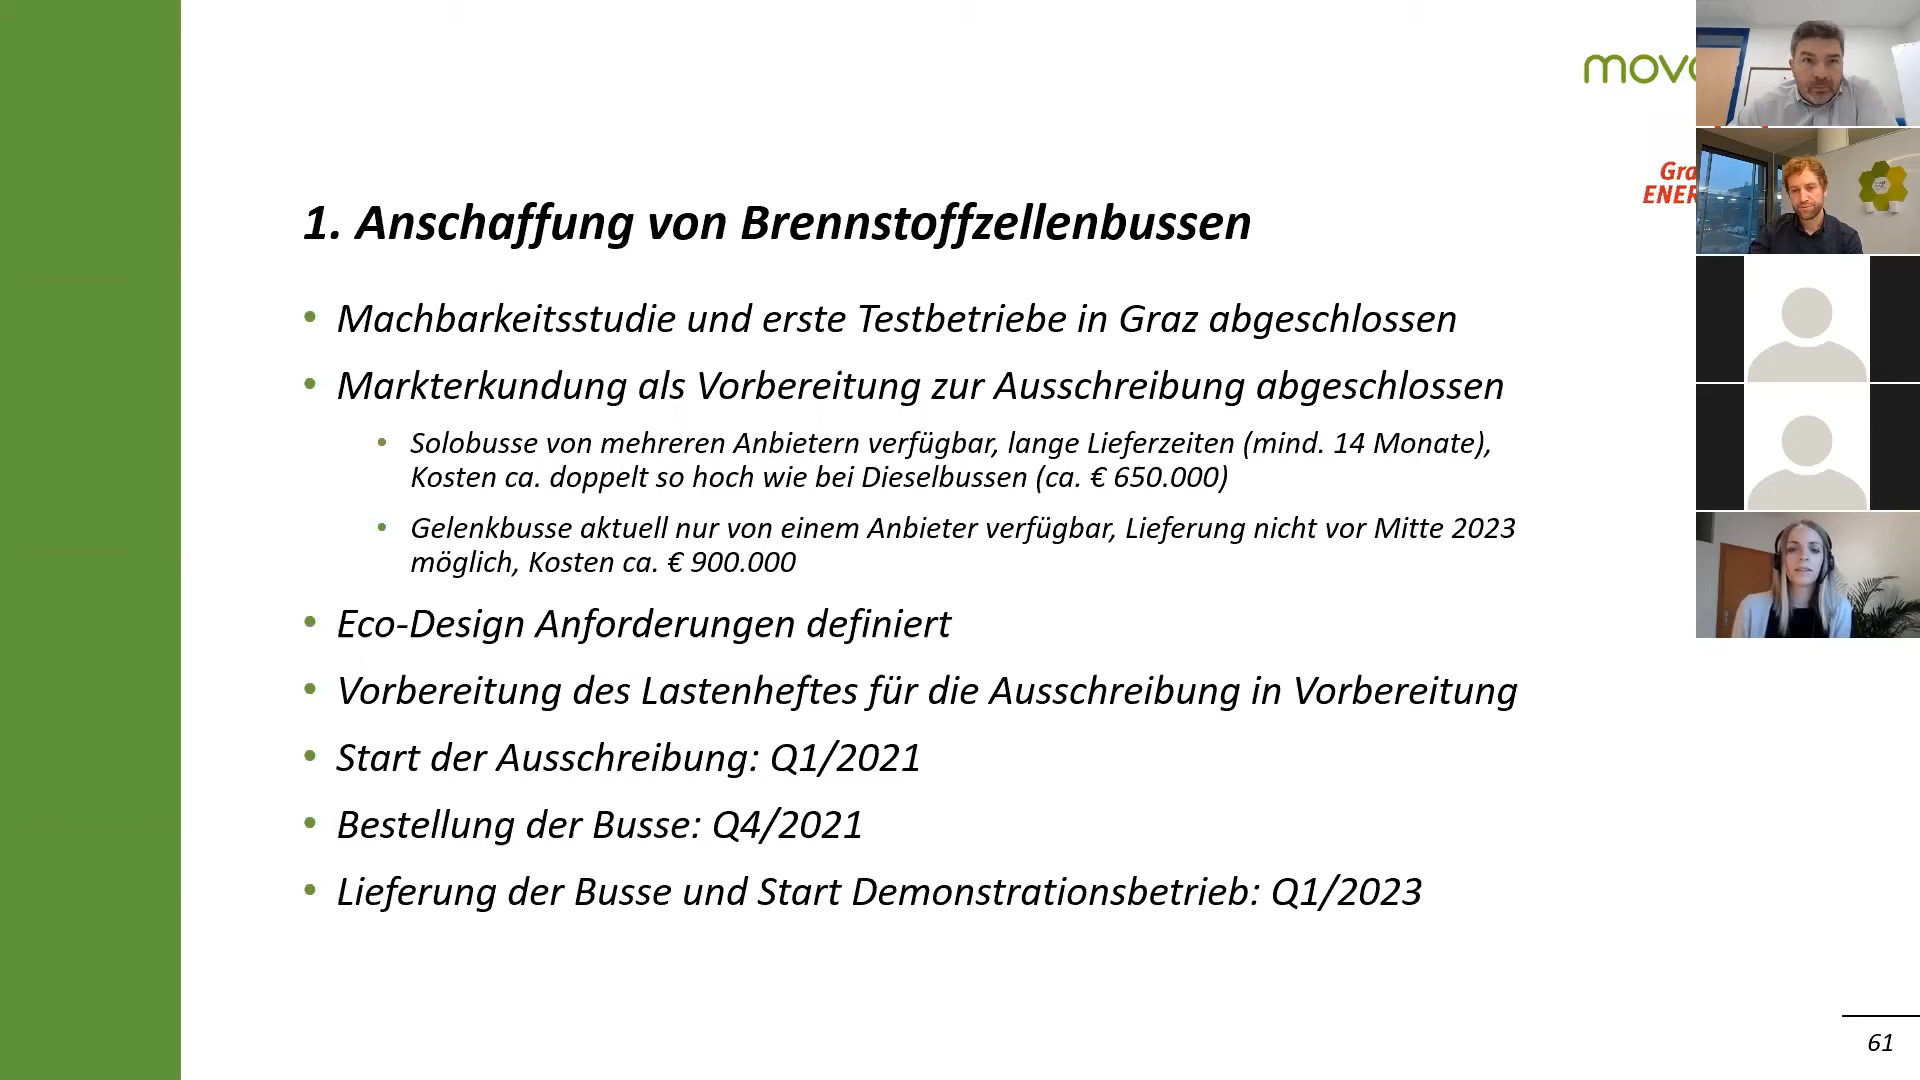 1. Anschaffung von Brennstoffzellenbussen
• Machbarkeitsstudie und erste Testbetriebe in Graz abgeschlossen
• Markterkundung als Vorbereitung zur Ausschreibung abgeschlossen
• Solobusse von mehreren Anbietern verfügbar, lange Lieferzeiten (mind. 14 Monate),
Kosten ca. doppelt so hoch wie bei Dieselbussen (ca. € 650.000)
• Gelenkbusse aktuell nur von einem Anbieter verfügbar, Lieferung nicht vor Mitte 2023
möglich, Kosten ca. € 900.000
• Eco-Design Anforderungen definiert
• Vorbereitung des Lastenheftes für die Ausschreibung in Vorbereitung
• Start der Ausschreibung: Q1/2021
• Bestellung der Busse: Q4/2021
• Lieferung der Busse und Start Demonstrationsbetrieb: Q1/2023
61